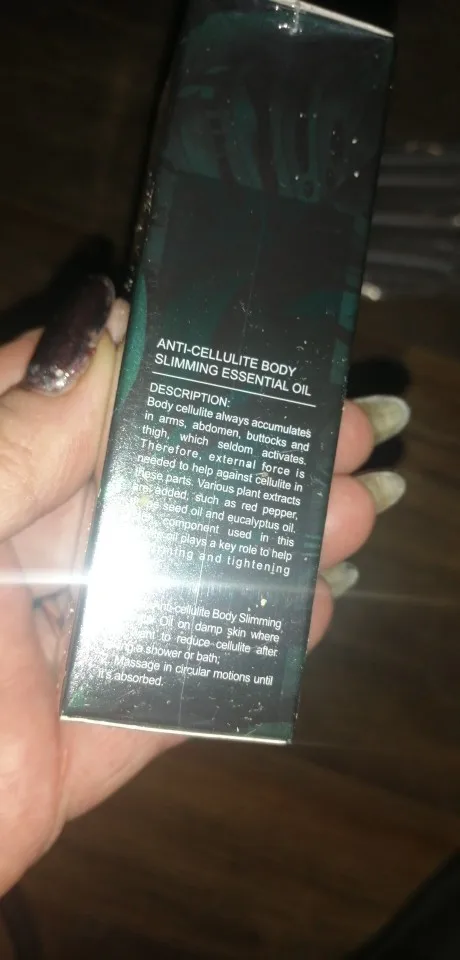 ANTI-CELLULITE BODY
SLIMMING ESSENTIAL OIL
DESCRIPTION:
Body cellulite always accumulates
in arms, abdomen, buttocks and
thigh, which seldom activates.
Therefore, external force is
needed to help against cellulite in
these parts. Various plant extracts
added, such as red pepper,
seed oil and eucalyptus oil.
component used in this
oil plays a key role to help
and tightening
Anti-cellulite Body Slimming
Oil on damp skin where
to reduce cellulite after
a shower or bath;
Massage in circular motions until
it's absorbed.